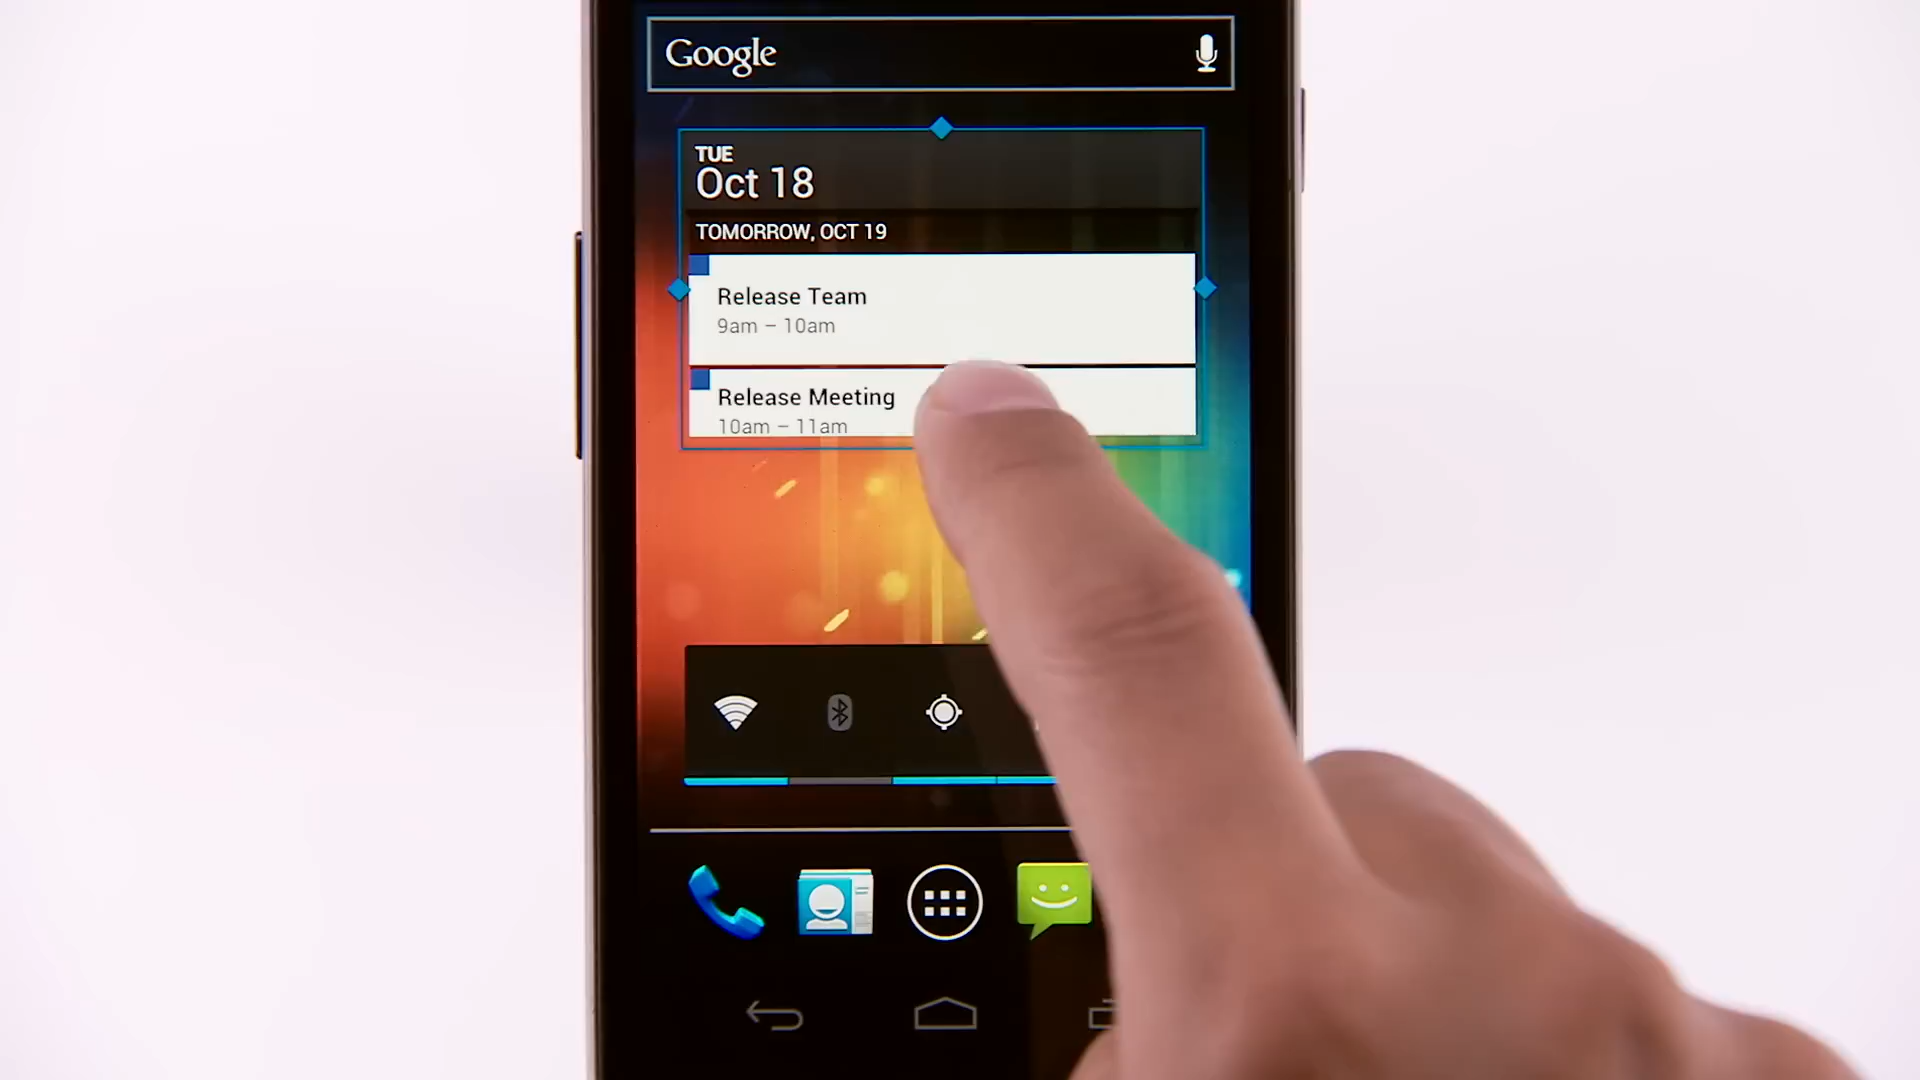 Google
TUE
Oct 18
TOMORROW, OCT 19
Release Team
9am – 10am
Release Meeting
10am – 11am